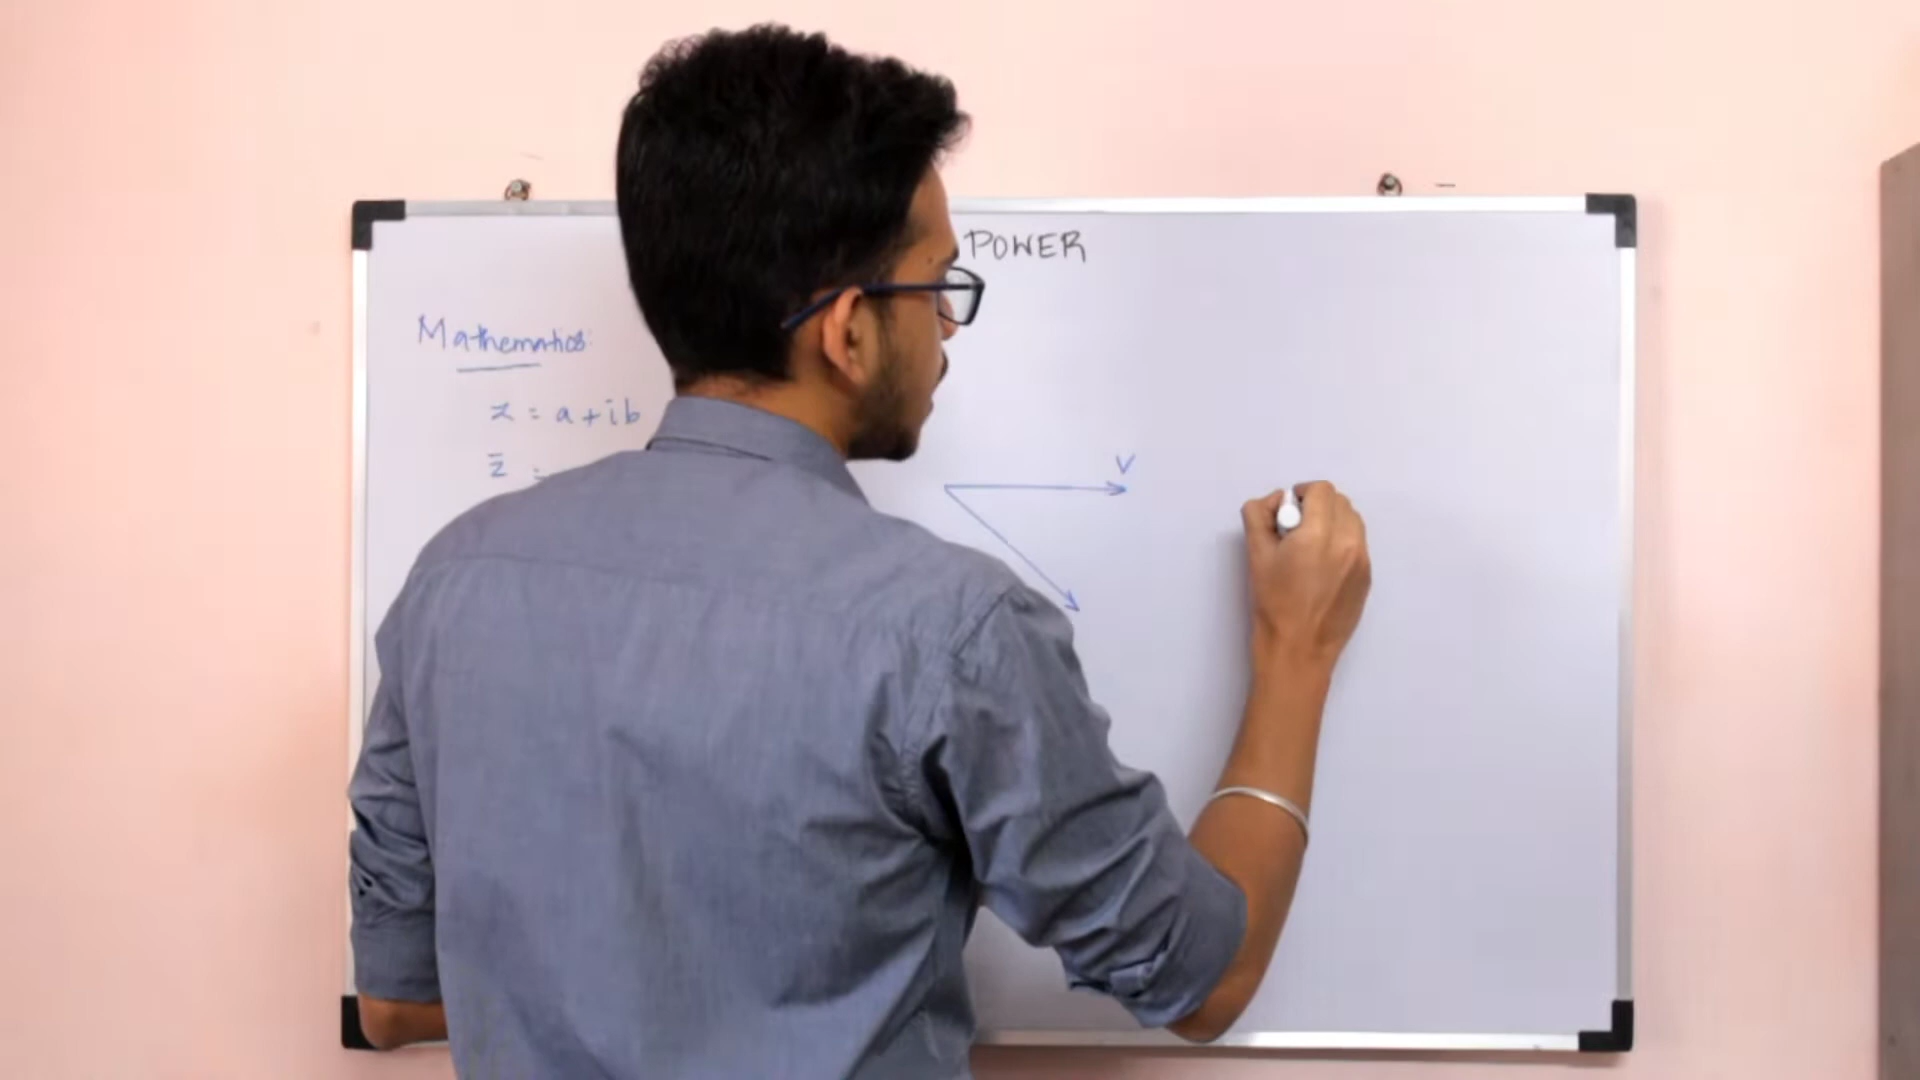 POWER
Mathematics:
z = a + ib
z̄ =
V